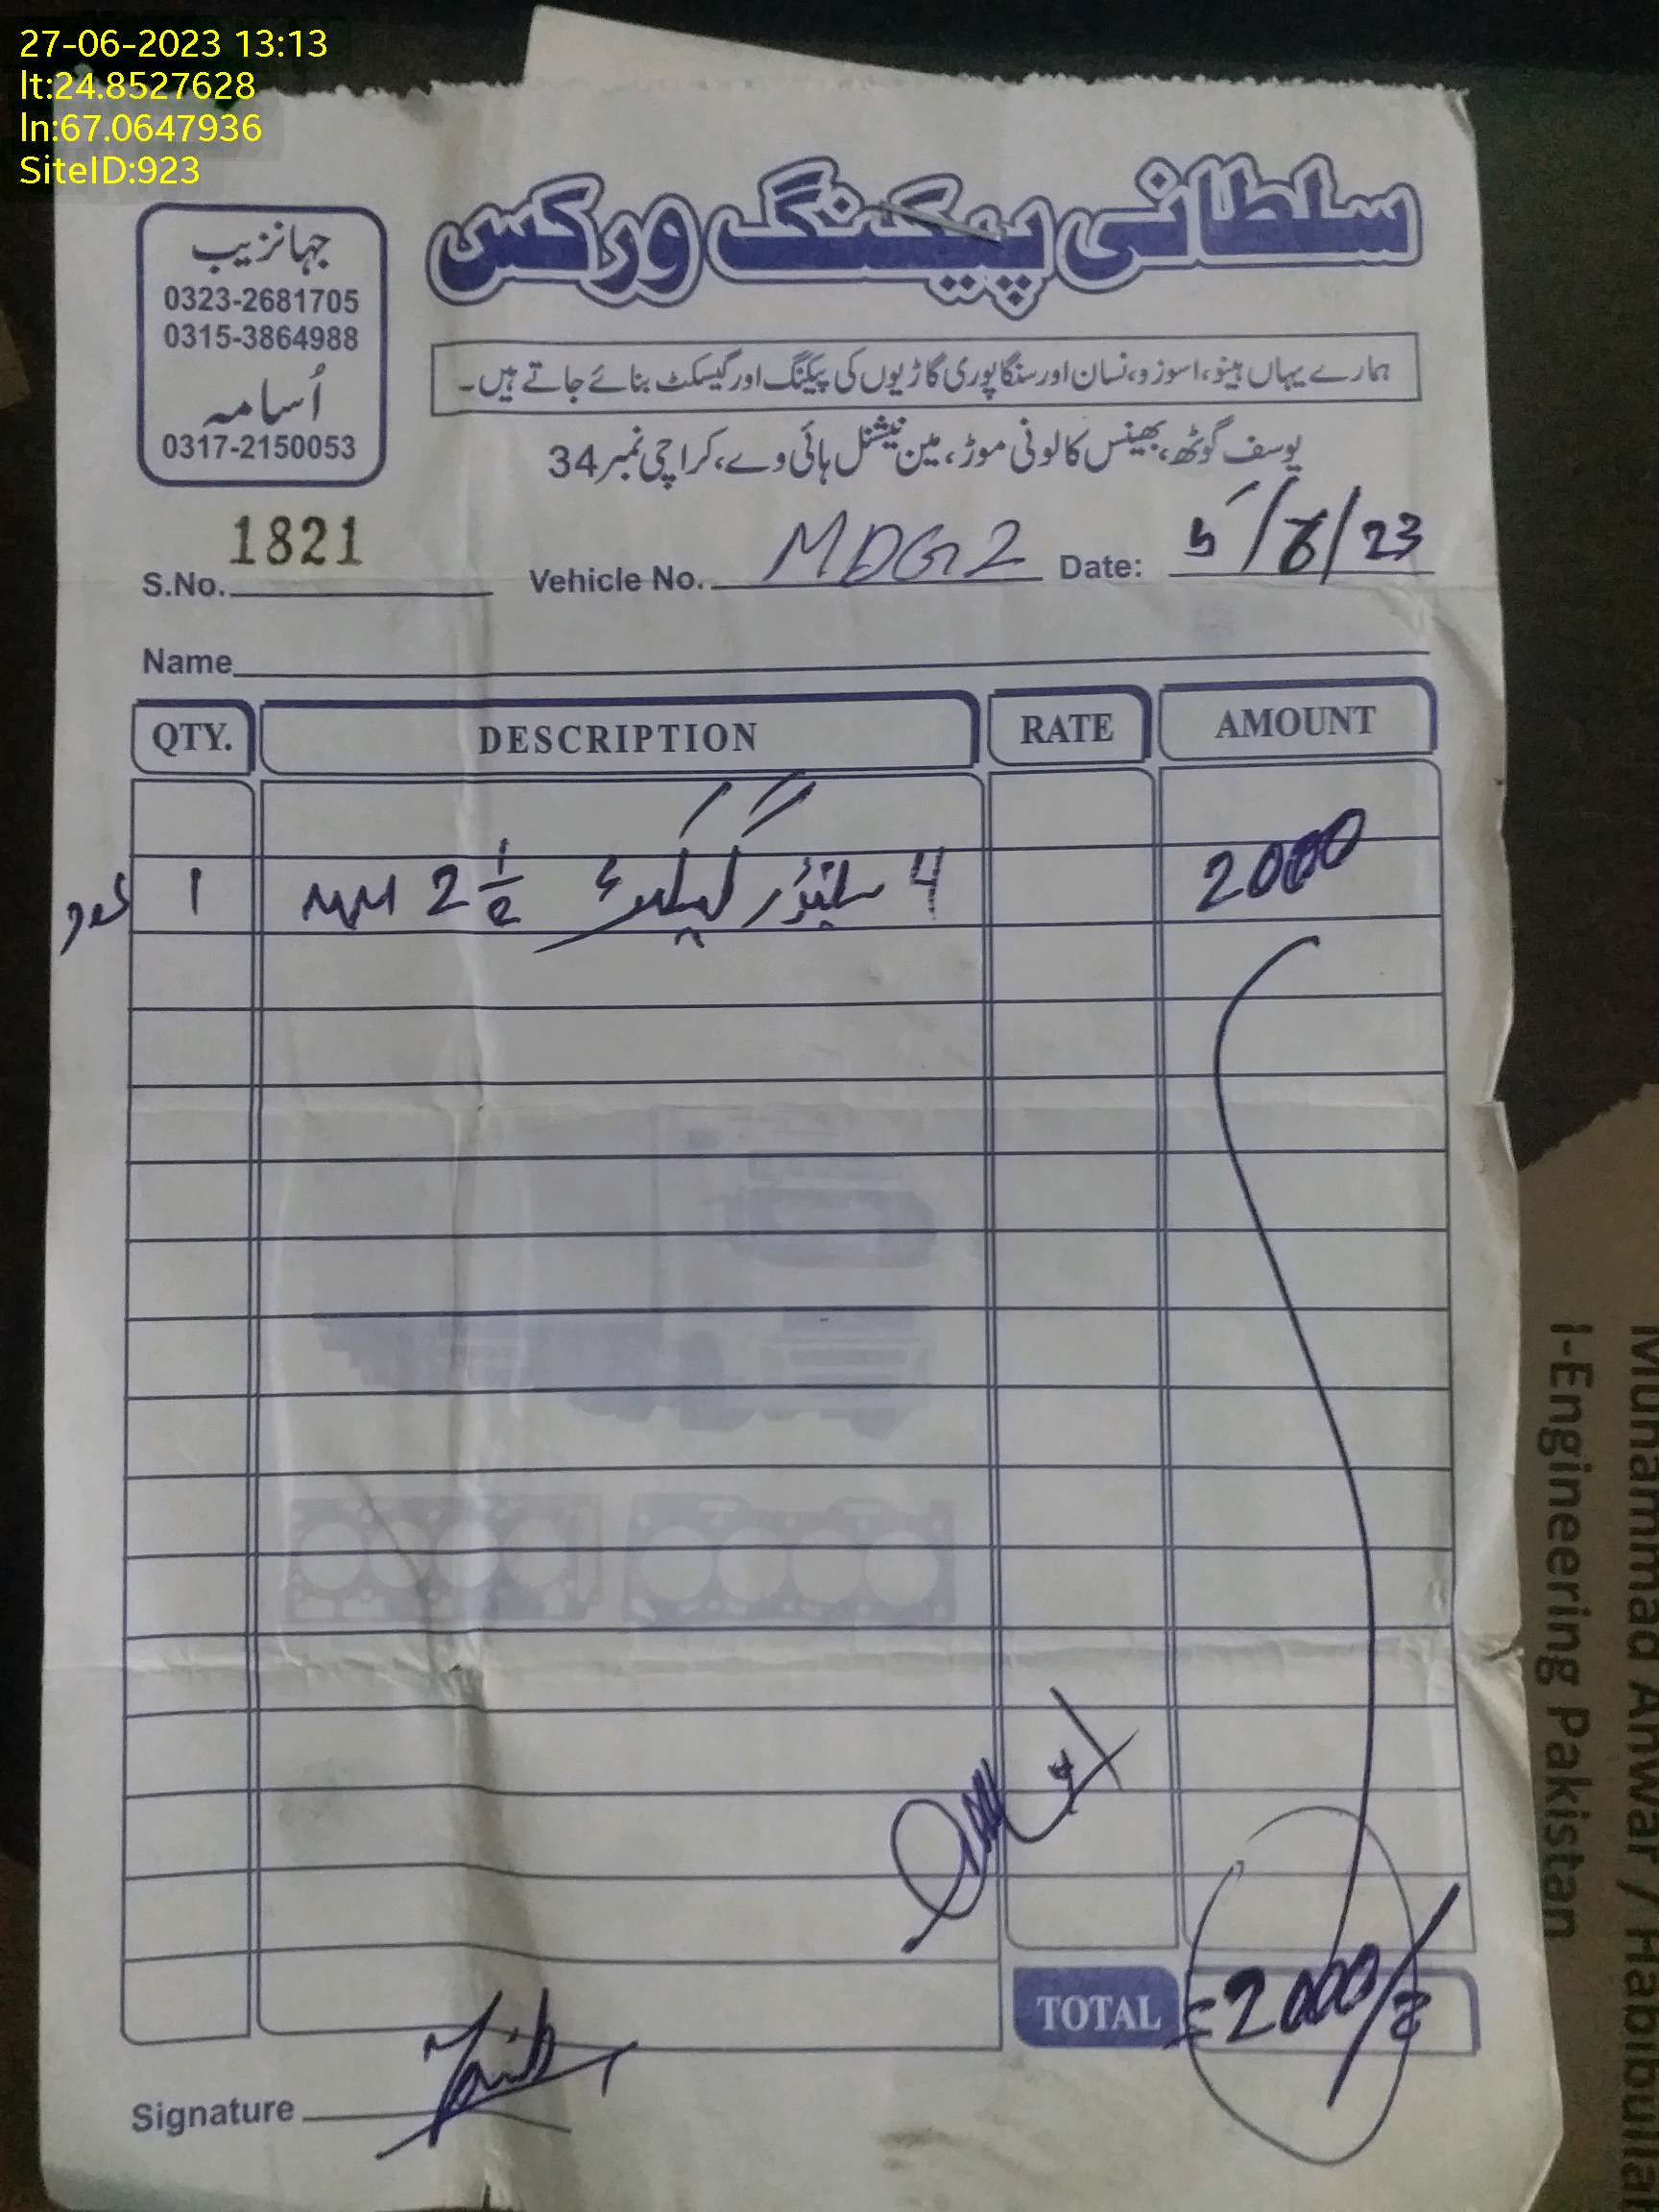 27-06-2023 13:13
lt:24.8527628
ln:67.0647936
SiteID:923
سلطانی پیکنگ ورکس
جہانزیب
0323-2681705
0315-3864988
اُسامہ
0317-2150053
ہمارے یہاں ہینو، اسوزو، نسان اور سنگاپوری گاڑیوں کی پیکنگ اور گیسکٹ بنائے جاتے ہیں۔
یوسف گوٹھ، بھینس کالونی موڑ، مین نیشنل ہائی وے، کراچی نمبر 34
S.No. 1821 Vehicle No. MDG2 Date: 5/6/23
Name
QTY. DESCRIPTION RATE AMOUNT
عدد 1 4 سلنڈر گیسکٹ 2 1/2 MM 2000
TOTAL =2000/=
Signature
Muhammad Anwar / Habibullah
I-Engineering Pakistan